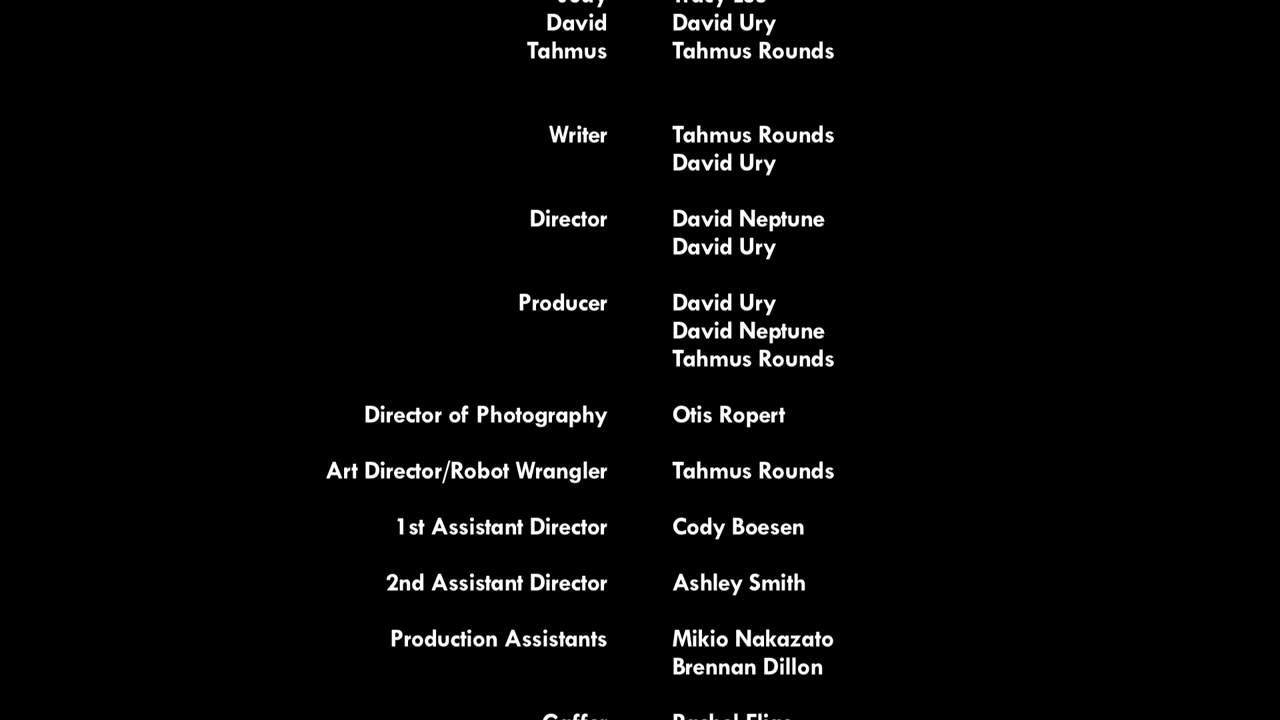 David David Ury
Tahmus Tahmus Rounds
Writer Tahmus Rounds
David Ury
Director David Neptune
David Ury
Producer David Ury
David Neptune
Tahmus Rounds
Director of Photography Otis Ropert
Art Director/Robot Wrangler Tahmus Rounds
1st Assistant Director Cody Boesen
2nd Assistant Director Ashley Smith
Production Assistants Mikio Nakazato
Brennan Dillon